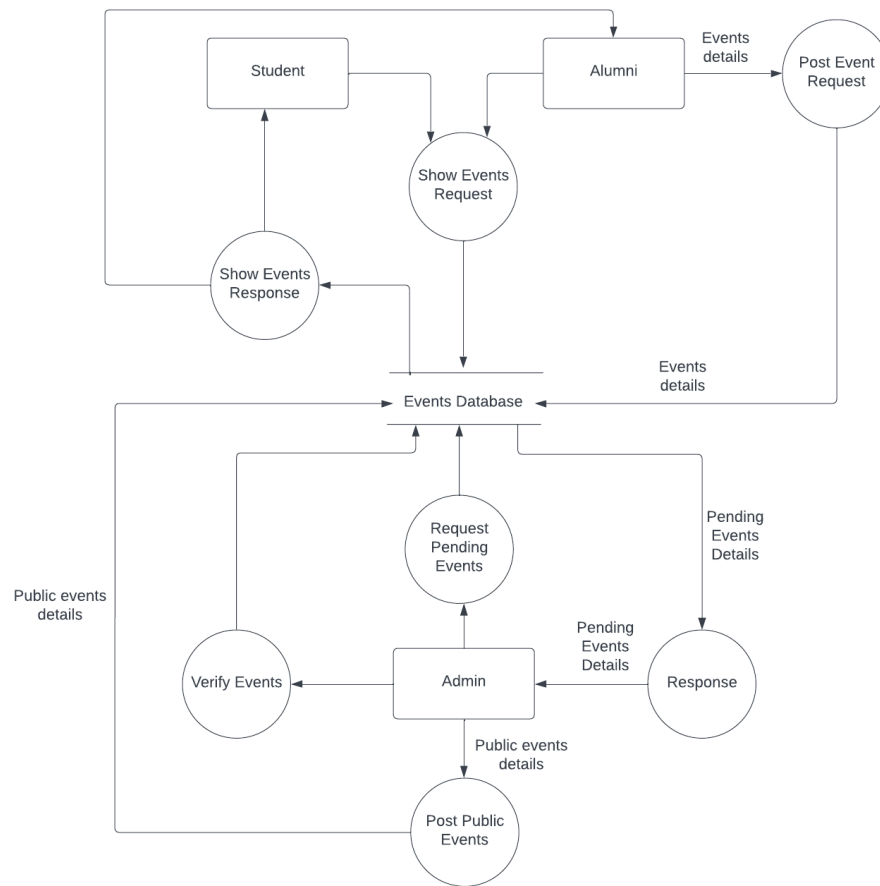 Student
Alumni
Events
details
Post Event
Request
Show Events
Request
Show Events
Response
Events
details
Events Database
Request
Pending
Events
Pending
Events
Details
Public events
details
Pending
Events
Details
Verify Events
Admin
Response
Public events
details
Post Public
Events